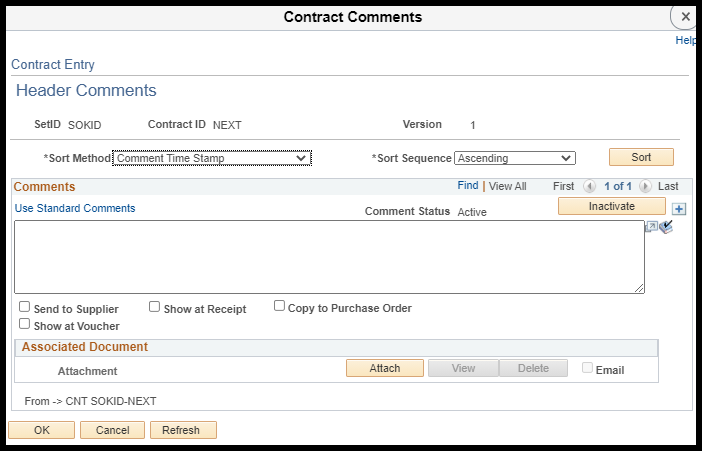 Contract Comments
Help
Contract Entry
Header Comments
SetID SOKID Contract ID NEXT Version 1
*Sort Method Comment Time Stamp *Sort Sequence Ascending Sort
Comments Find | View All First 1 of 1 Last
Use Standard Comments Comment Status Active Inactivate
Send to Supplier Show at Receipt Copy to Purchase Order
Show at Voucher
Associated Document
Attachment Attach View Delete Email
From -> CNT SOKID-NEXT
OK Cancel Refresh